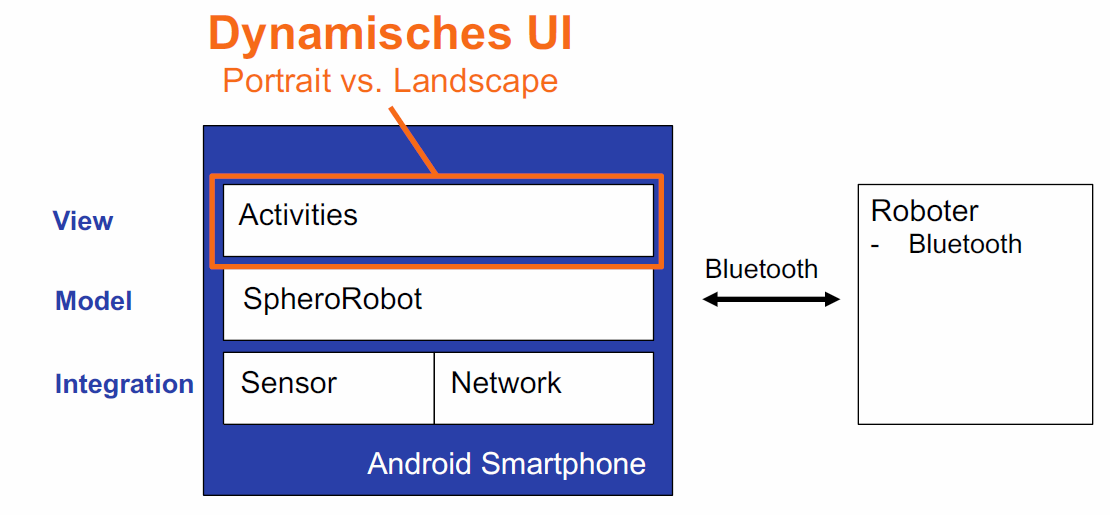 Dynamisches UI
Portrait vs. Landscape
View
Activities
Model
SpheroRobot
Integration
Sensor
Network
Android Smartphone
Bluetooth
Roboter
- Bluetooth